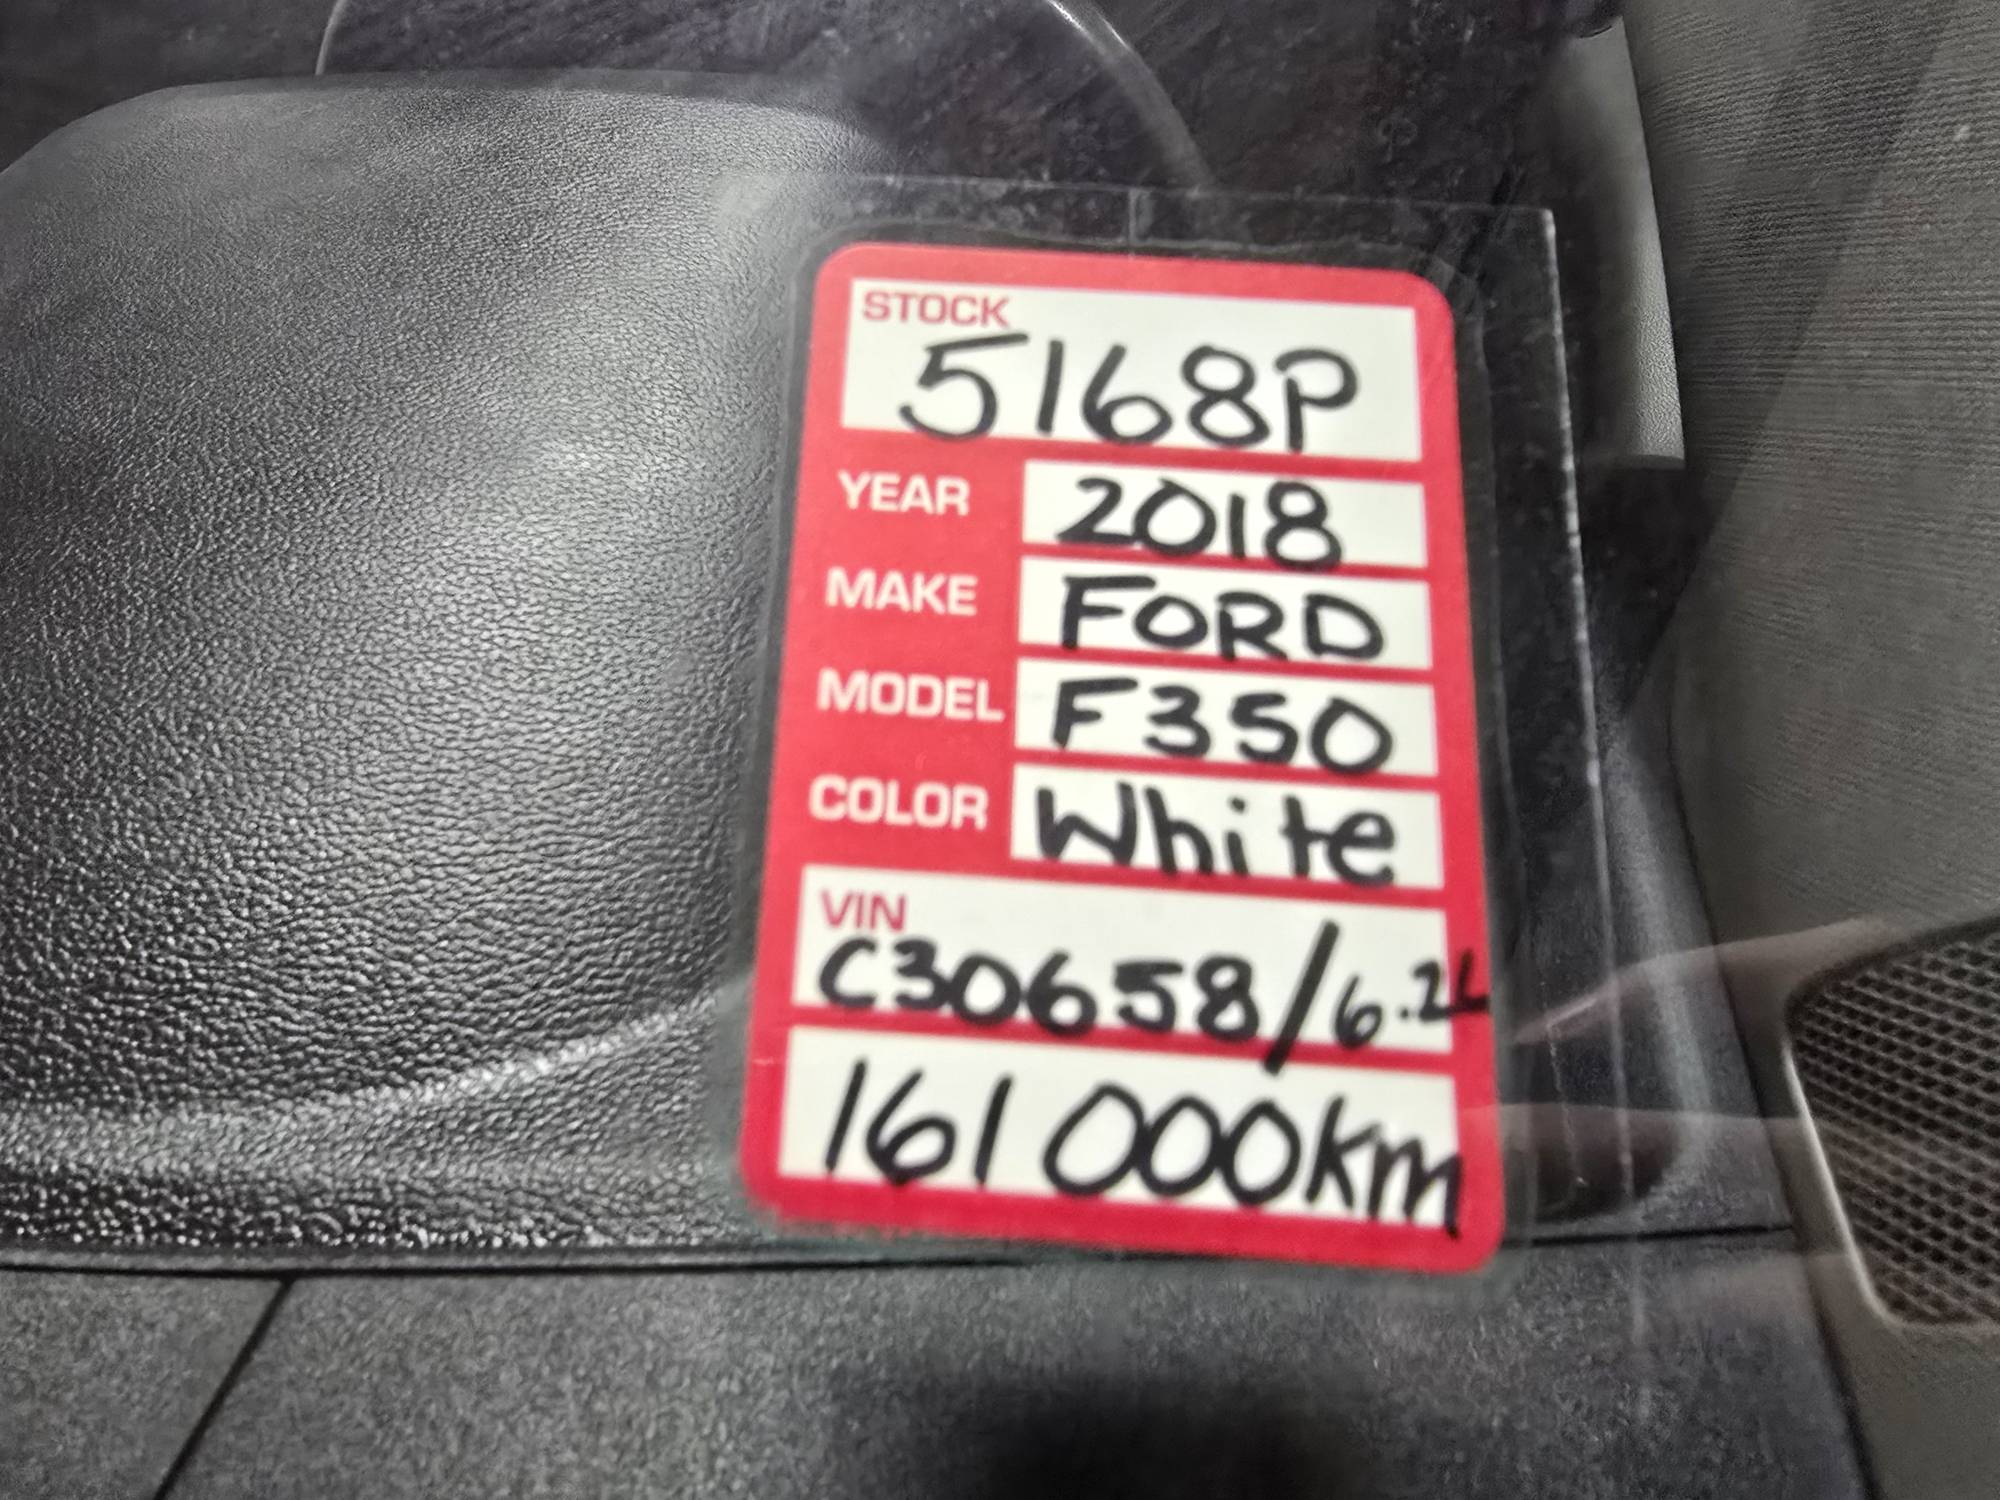 STOCK
5168P
YEAR 2018
MAKE FORD
MODEL F350
COLOR White
VIN
C30658/6.2L
161000km